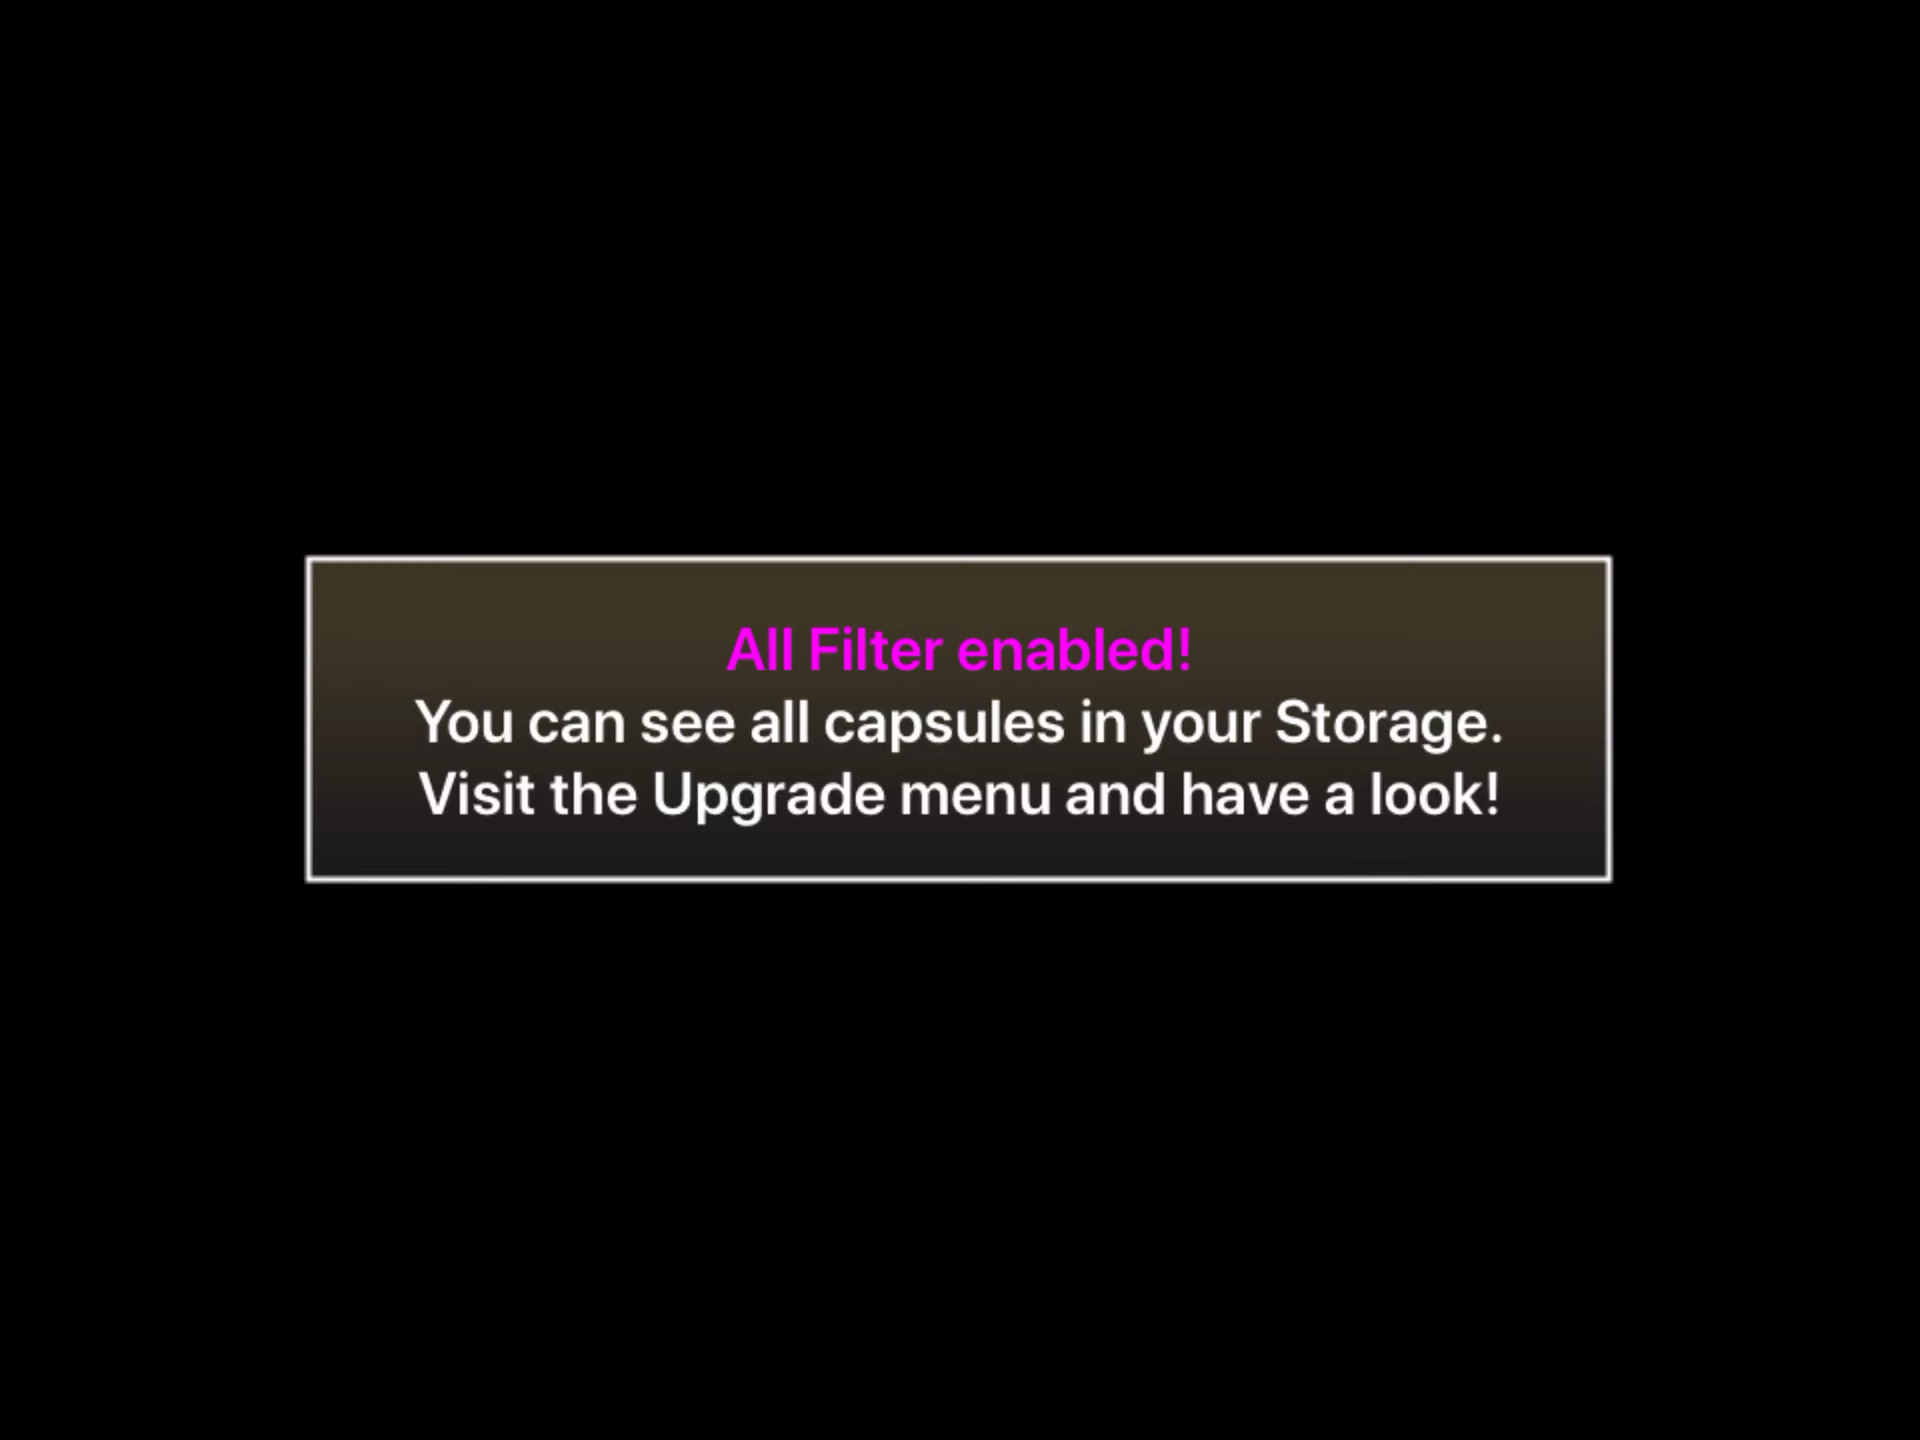 All Filter enabled!
You can see all capsules in your Storage.
Visit the Upgrade menu and have a look!